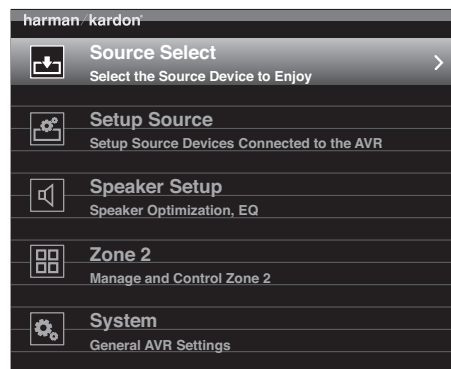 harman/kardon®
Source Select
Select the Source Device to Enjoy
Setup Source
Setup Source Devices Connected to the AVR
Speaker Setup
Speaker Optimization, EQ
Zone 2
Manage and Control Zone 2
System
General AVR Settings